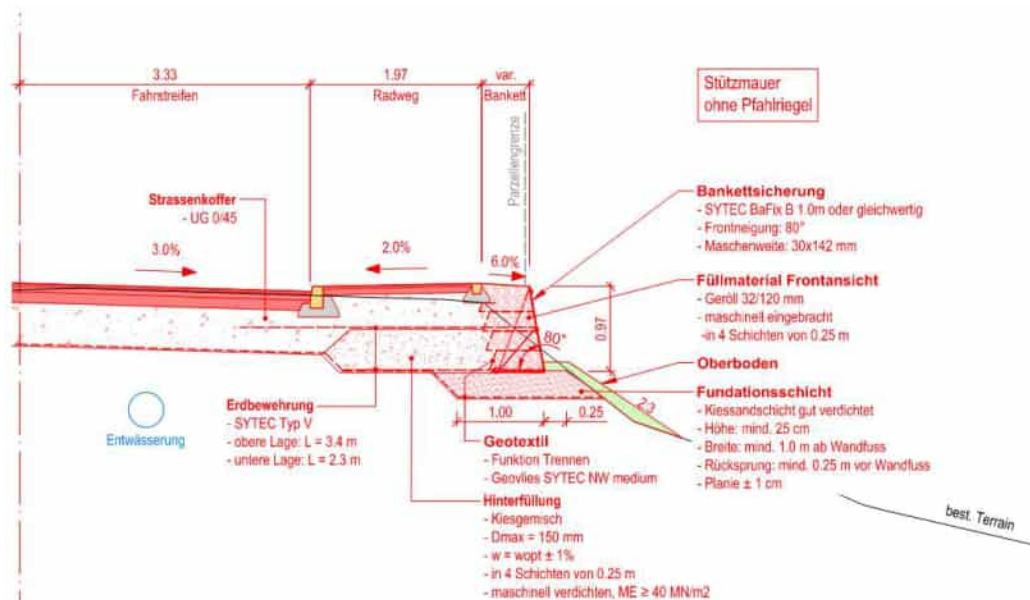 3.33
1.97
var.
Fahrstreifen
Radweg
Bankett
Stützmauer
ohne Pfahlriegel
Parzellengrenze
Strassenkoffer
- UG 0/45
3.0%
2.0%
6.0%
Bankettsicherung
- SYTEC BaFix B 1.0m oder gleichwertig
- Frontneigung: 80°
- Maschenweite: 30x142 mm
Füllmaterial Frontansicht
- Geröll 32/120 mm
- maschinell eingebracht
-in 4 Schichten von 0.25 m
80°
0.97
Oberboden
Fundationsschicht
- Kiessandschicht gut verdichtet
- Höhe: mind. 25 cm
- Breite: mind. 1.0 m ab Wandfuss
- Rücksprung: mind. 0.25 m vor Wandfuss
- Planie ± 1 cm
2:3
1.00
0.25
Entwässerung
Erdbewehrung
- SYTEC Typ V
- obere Lage: L = 3.4 m
- untere Lage: L = 2.3 m
Geotextil
- Funktion Trennen
- Geovlies SYTEC NW medium
Hinterfüllung
- Kiesgemisch
- Dmax = 150 mm
- w = wopt ± 1%
- in 4 Schichten von 0.25 m
- maschinell verdichten, ME ≥ 40 MN/m2
best. Terrain